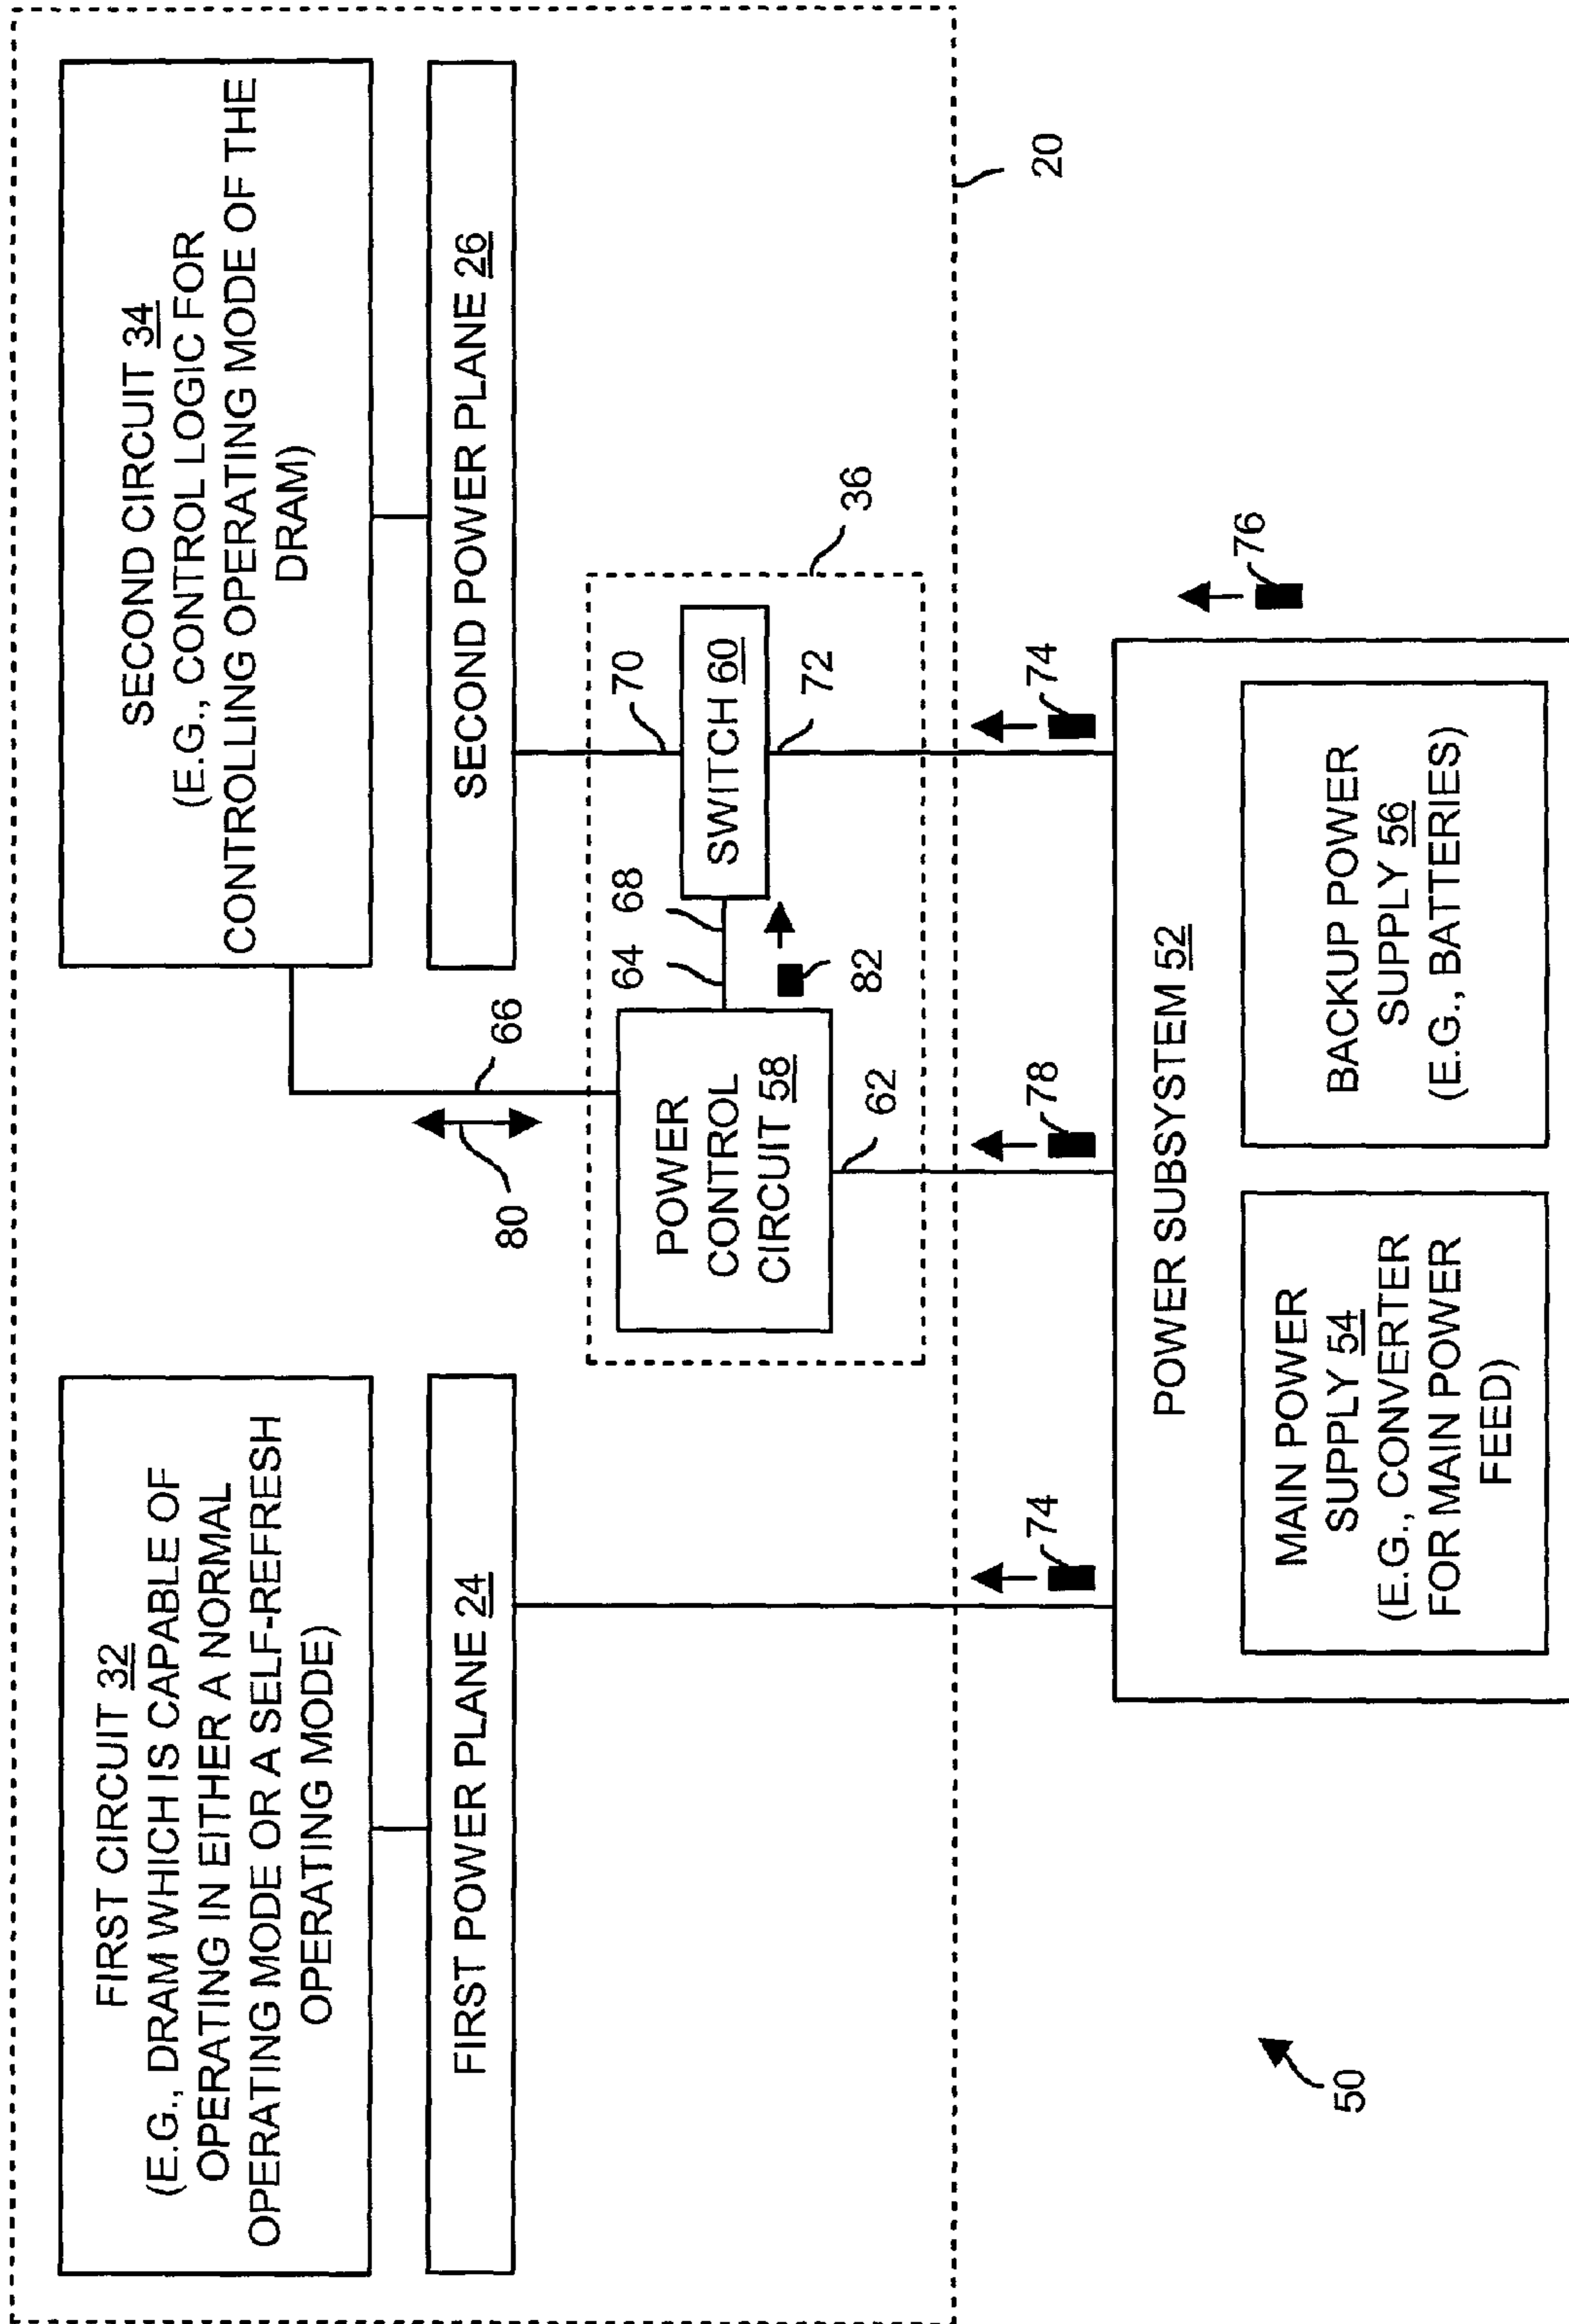 FIRST CIRCUIT 32
(E.G., DRAM WHICH IS CAPABLE OF
OPERATING IN EITHER A NORMAL
OPERATING MODE OR A SELF-REFRESH
OPERATING MODE)
SECOND CIRCUIT 34
(E.G., CONTROL LOGIC FOR
CONTROLLING OPERATING MODE OF THE
DRAM)
FIRST POWER PLANE 24
SECOND POWER PLANE 26
80
66
36
POWER
CONTROL
CIRCUIT 58
64
68
82
SWITCH 60
70
72
62
20
74
78
74
76
POWER SUBSYSTEM 52
MAIN POWER
SUPPLY 54
(E.G., CONVERTER
FOR MAIN POWER
FEED)
BACKUP POWER
SUPPLY 56
(E.G., BATTERIES)
50